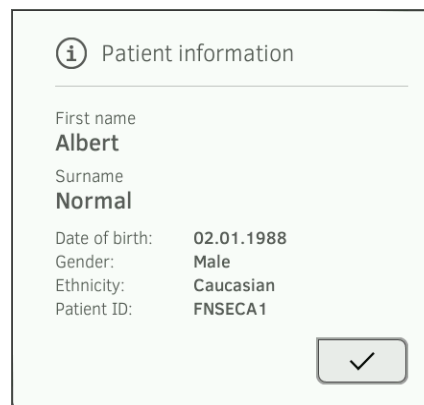 Patient information
First name
Albert
Surname
Normal
Date of birth: 02.01.1988
Gender: Male
Ethnicity: Caucasian
Patient ID: FNSECA1